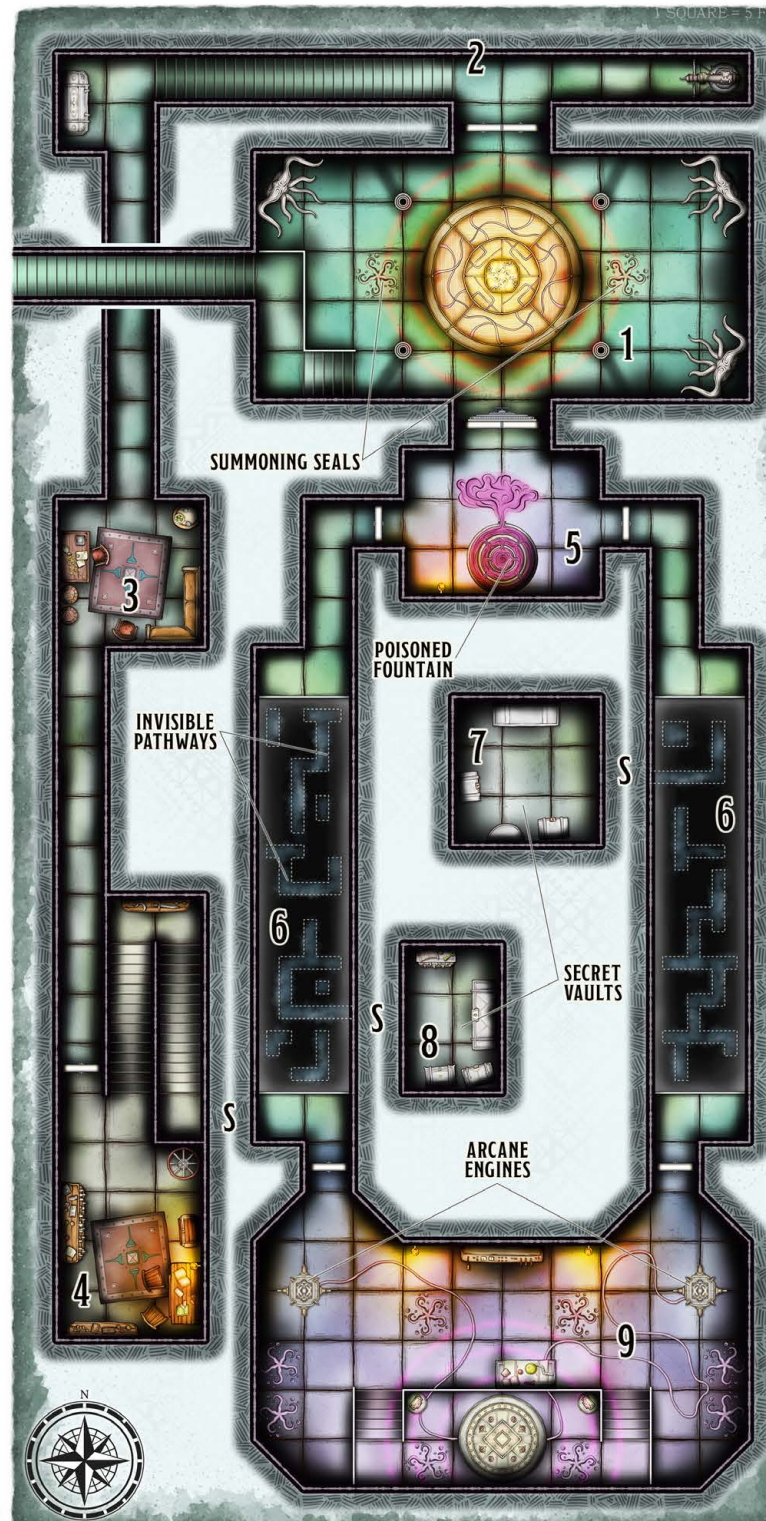 1 SQUARE = 5 F
2
1
SUMMONING SEALS
3
5
POISONED
FOUNTAIN
INVISIBLE
PATHWAYS
7
S
6
6
SECRET
VAULTS
S
8
S
ARCANE
ENGINES
4
9
N